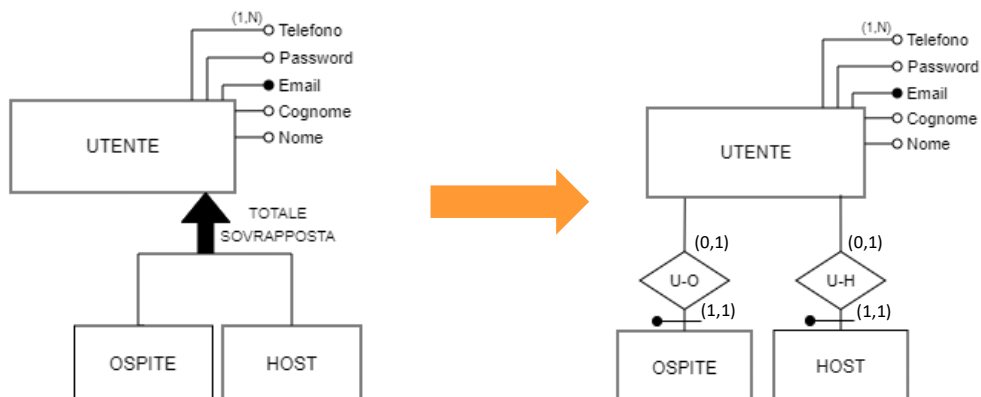 (1,N)
Telefono
Password
Email
Cognome
Nome
UTENTE
TOTALE
SOVRAPPOSTA
OSPITE
HOST
(1,N)
Telefono
Password
Email
Cognome
Nome
UTENTE
(0,1)
(0,1)
U-O
U-H
(1,1)
(1,1)
OSPITE
HOST